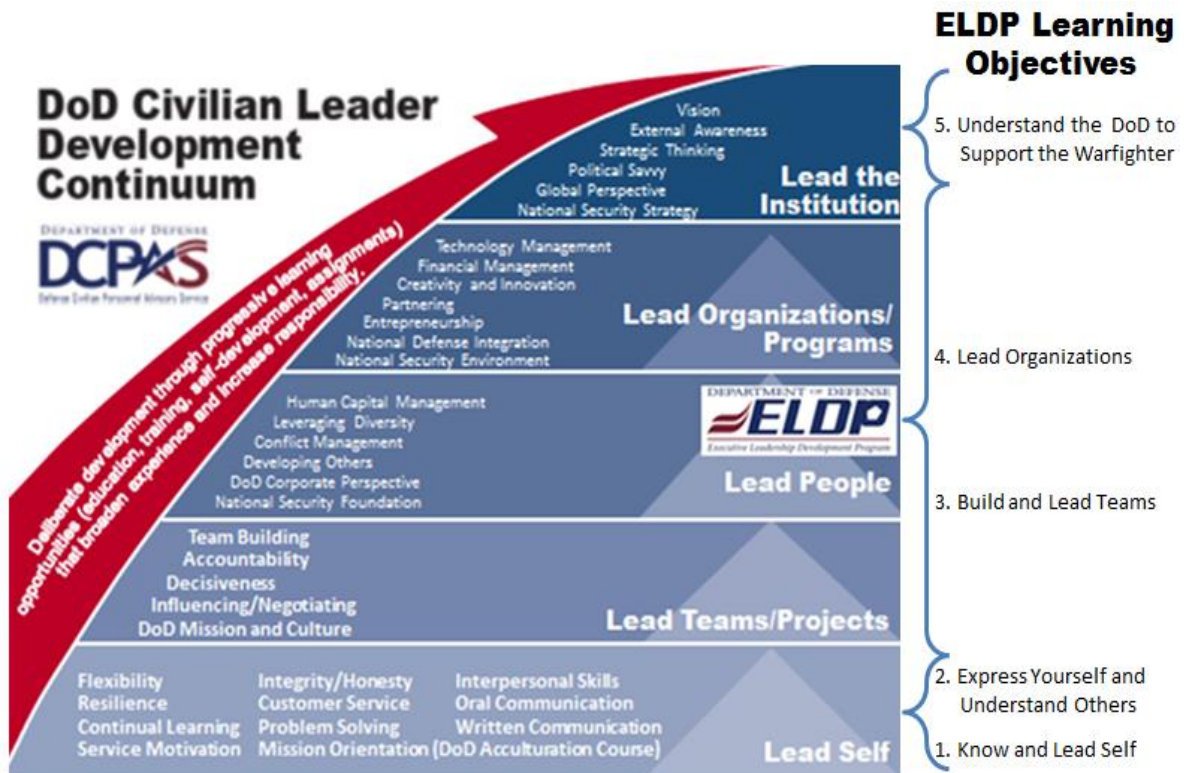 ELDP Learning
Objectives
DoD Civilian Leader
Development
Continuum
DEPARTMENT OF DEFENSE
DCPAS
Defense Civilian Personnel Advisory Service
Deliberate development through progressive learning
opportunities (education, training, self-development, assignments)
that broaden experience and increase responsibility.
Vision
External Awareness
Strategic Thinking
Political Savvy
Global Perspective
National Security Strategy
Lead the
Institution
5. Understand the DoD to
Support the Warfighter
Technology Management
Financial Management
Creativity and Innovation
Partnering
Entrepreneurship
National Defense Integration
National Security Environment
Lead Organizations/
Programs
4. Lead Organizations
Human Capital Management
Leveraging Diversity
Conflict Management
Developing Others
DoD Corporate Perspective
National Security Foundation
DEPARTMENT OF DEFENSE
ELDP
Executive Leadership Development Program
Lead People
3. Build and Lead Teams
Team Building
Accountability
Decisiveness
Influencing/Negotiating
DoD Mission and Culture
Lead Teams/Projects
2. Express Yourself and
Understand Others
Flexibility Integrity/Honesty Interpersonal Skills
Resilience Customer Service Oral Communication
Continual Learning Problem Solving Written Communication
Service Motivation Mission Orientation (DoD Acculturation Course)
Lead Self
1. Know and Lead Self